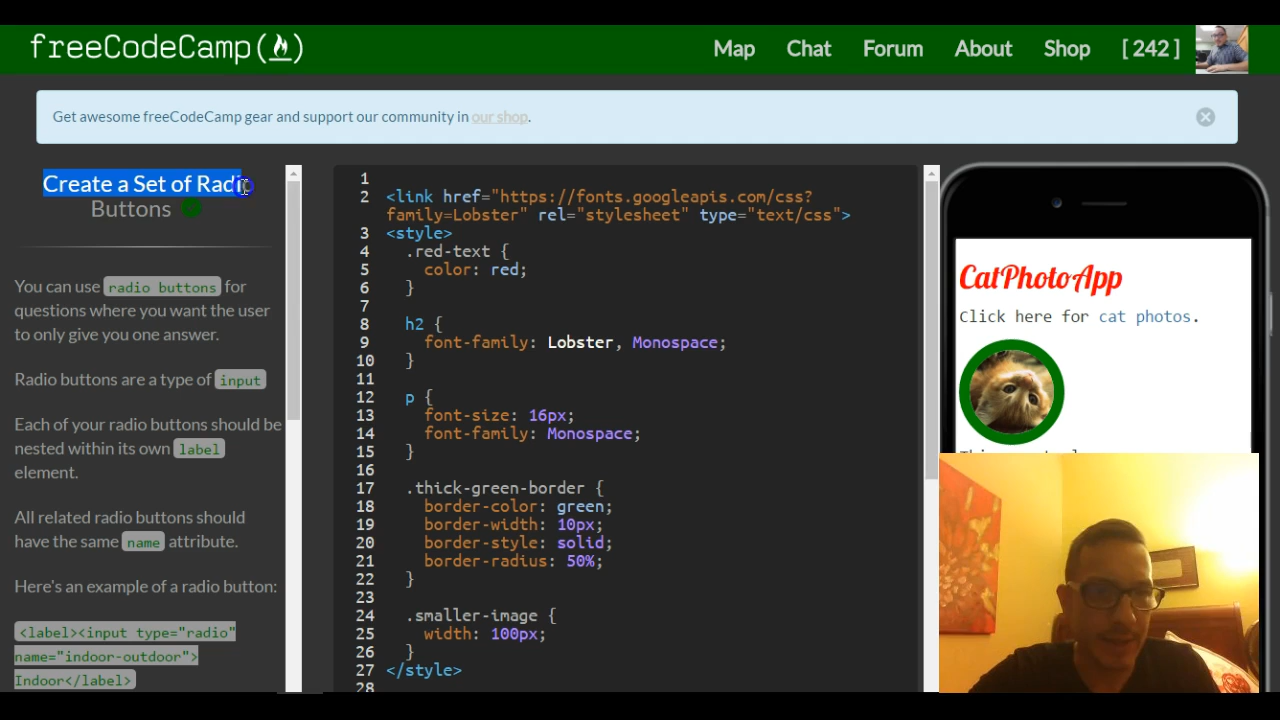 freeCodeCamp(🔥)
Map Chat Forum About Shop [ 242 ]
Get awesome freeCodeCamp gear and support our community in our shop.
Create a Set of Radio
Buttons
You can use radio buttons for
questions where you want the user
to only give you one answer.
Radio buttons are a type of input
Each of your radio buttons should be
nested within its own label
element.
All related radio buttons should
have the same name attribute.
Here's an example of a radio button:
<label><input type="radio"
name="indoor-outdoor">
Indoor</label>
1
2 <link href="https://fonts.googleapis.com/css?
family=Lobster" rel="stylesheet" type="text/css">
3 <style>
4 .red-text {
5 color: red;
6 }
7
8 h2 {
9 font-family: Lobster, Monospace;
10 }
11
12 p {
13 font-size: 16px;
14 font-family: Monospace;
15 }
16
17 .thick-green-border {
18 border-color: green;
19 border-width: 10px;
20 border-style: solid;
21 border-radius: 50%;
22 }
23
24 .smaller-image {
25 width: 100px;
26 }
27 </style>
28
CatPhotoApp
Click here for cat photos.